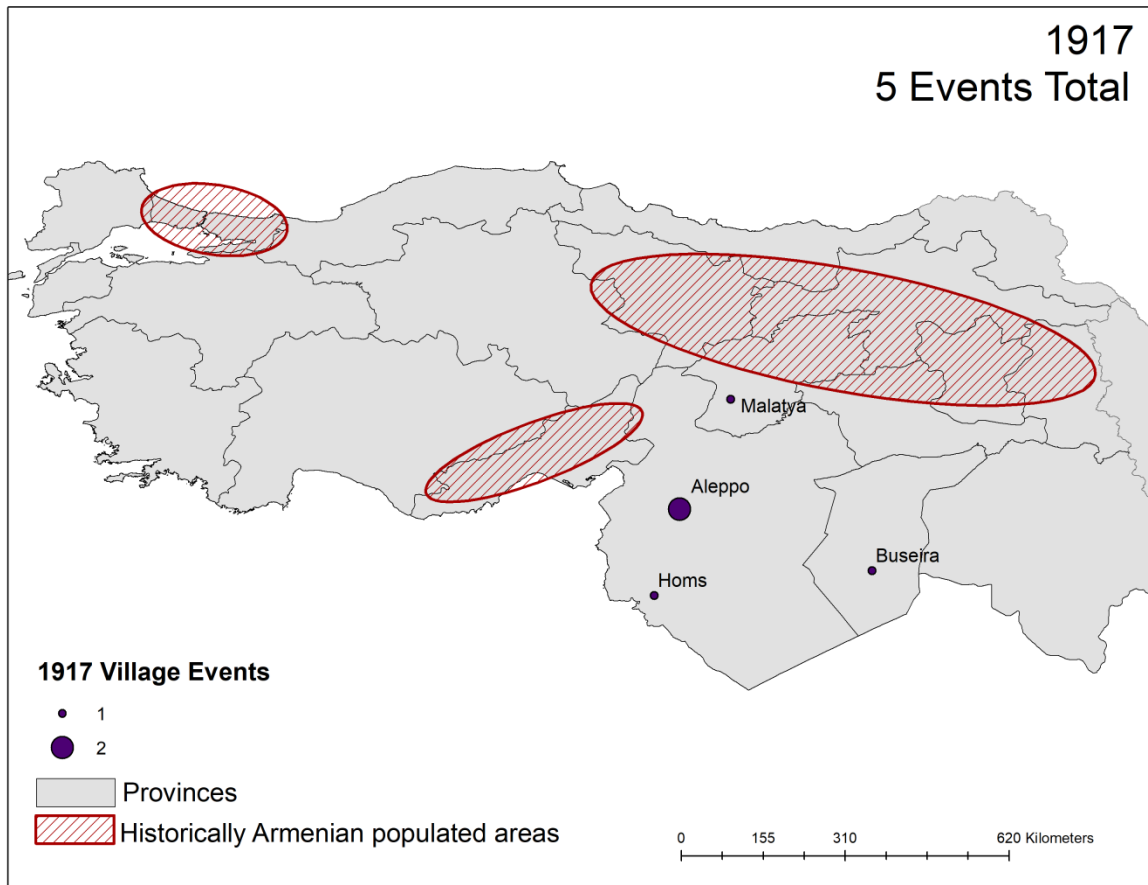 1917
5 Events Total
Malatya
Aleppo
Buseira
Homs
1917 Village Events
1
2
Provinces
Historically Armenian populated areas
0 155 310 620 Kilometers